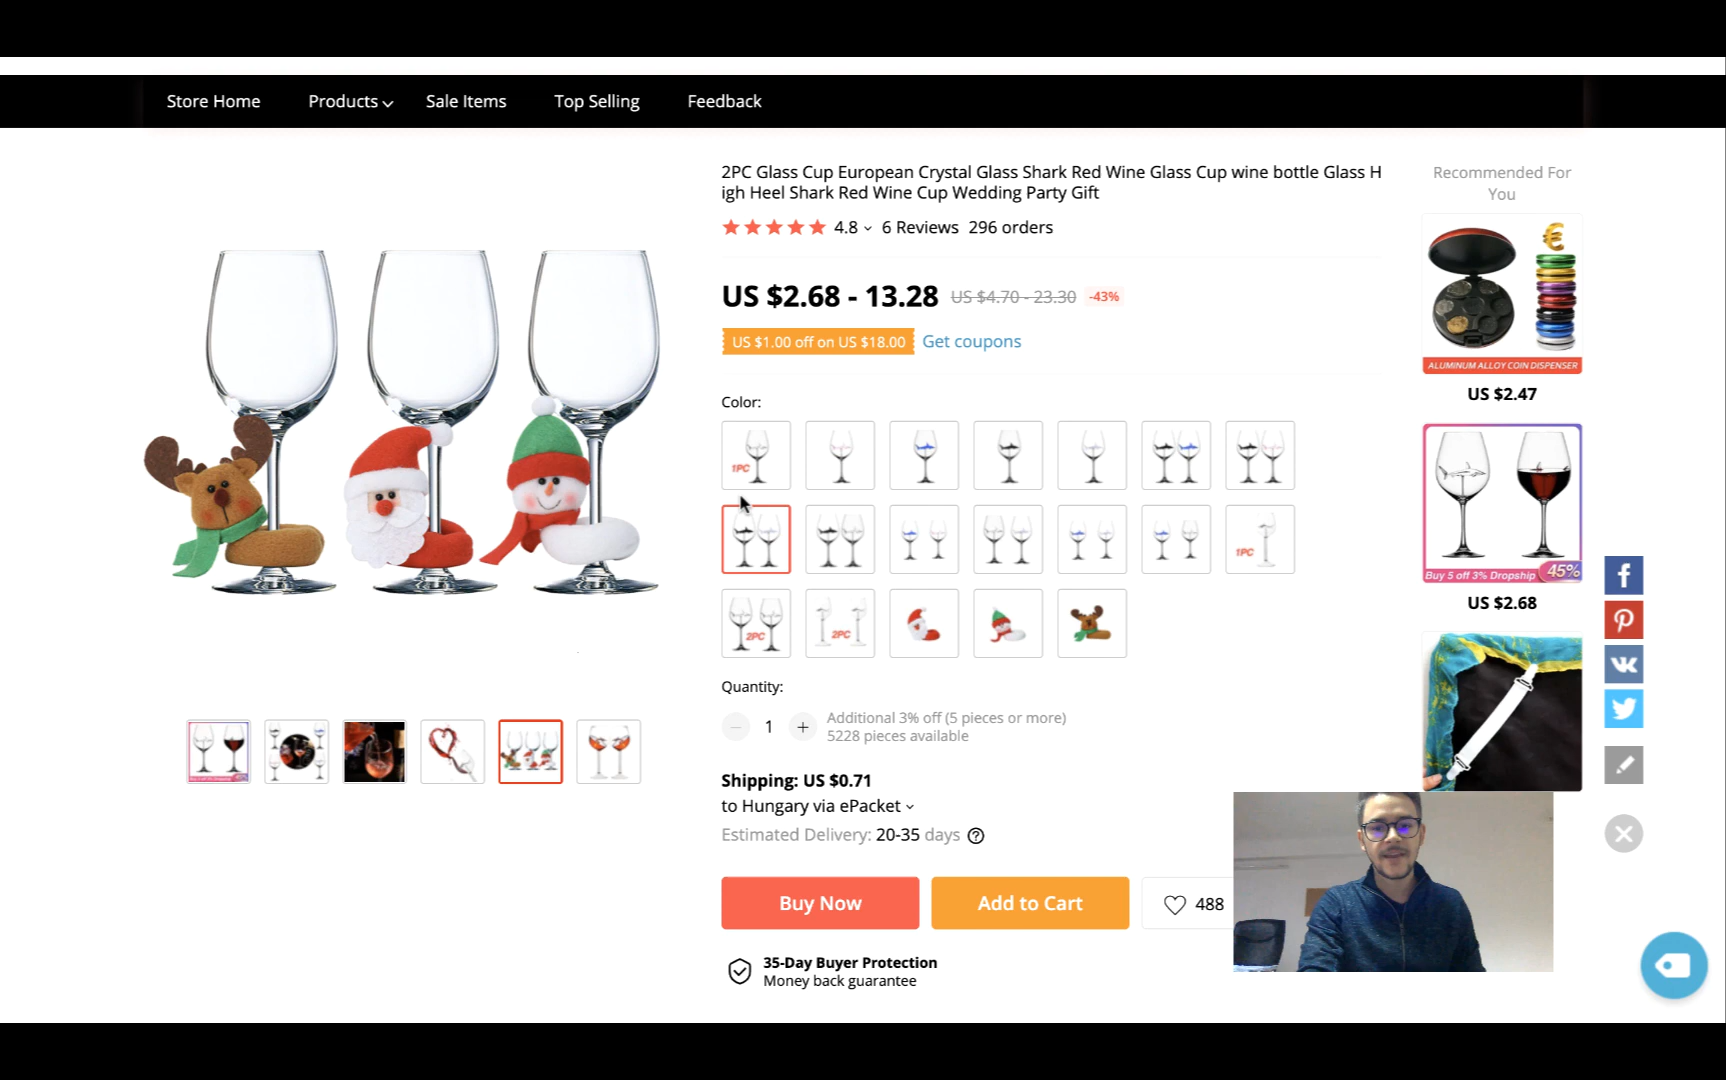 Store Home
Products
Sale Items
Top Selling
Feedback
2PC Glass Cup European Crystal Glass Shark Red Wine Glass Cup wine bottle Glass H
igh Heel Shark Red Wine Cup Wedding Party Gift
4.8
6 Reviews
296 orders
US $2.68 - 13.28
US $4.70 - 23.30
-43%
US $1.00 off on US $18.00
Get coupons
Color:
1PC
1PC
2PC
2PC
Quantity:
1
Additional 3% off (5 pieces or more)
5228 pieces available
Shipping: US $0.71
to Hungary via ePacket
Estimated Delivery: 20-35 days
Buy Now
Add to Cart
488
35-Day Buyer Protection
Money back guarantee
Recommended For
You
€
ALUMINUM ALLOY COIN DISPENSER
US $2.47
Buy 5 off 3% Dropship
45%
US $2.68